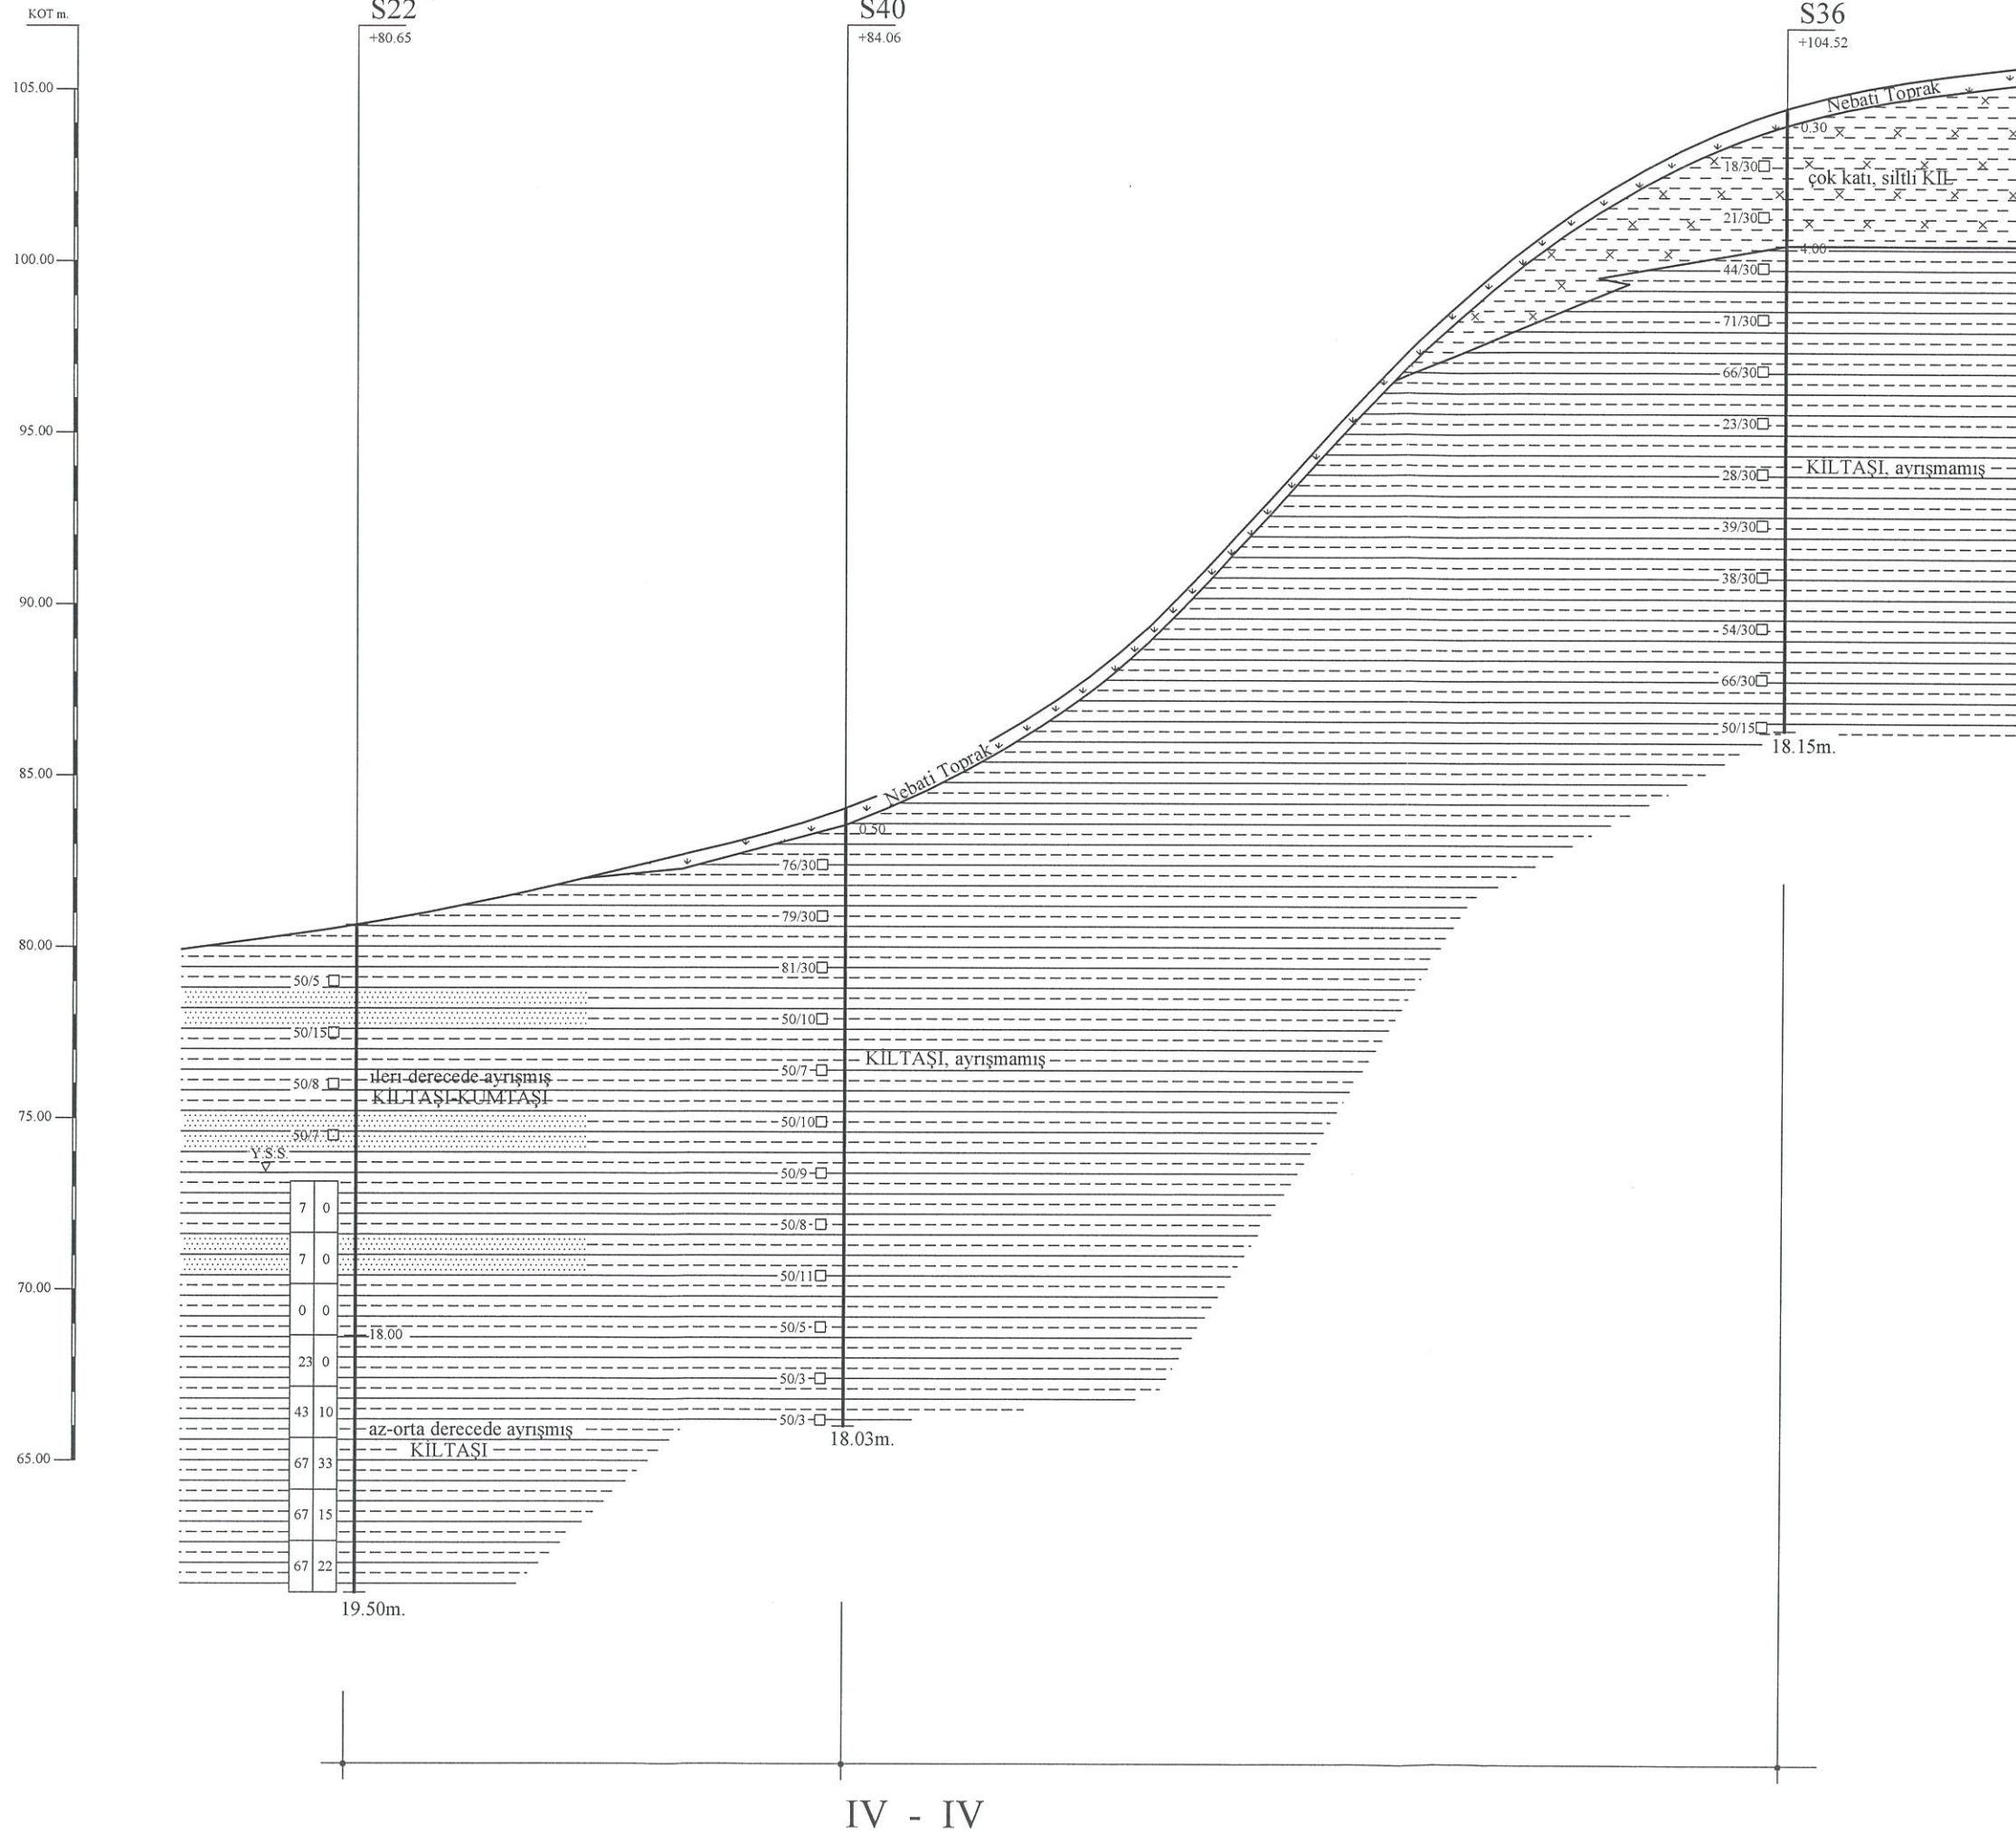 KOT m.
105.00
100.00
95.00
90.00
85.00
80.00
75.00
70.00
65.00
S22
+80.65
50/5
50/15
50/8
50/7
ileri derecede ayrışmış
KİLTAŞI-KUMTAŞI
Y.S.S.
7 0
7 0
0 0
18.00
23 0
43 10
az-orta derecede ayrışmış
KİLTAŞI
67 33
67 15
67 22
19.50m.
S40
+84.06
Nebati Toprak
0.50
76/30
79/30
81/30
50/10
KİLTAŞI, ayrışmamış
50/7
50/10
50/9
50/8
50/11
50/5
50/3
50/3
18.03m.
S36
+104.52
Nebati Toprak
0.30
18/30
çok katı, siltli KİL
21/30
4.00
44/30
71/30
66/30
23/30
KİLTAŞI, ayrışmamış
28/30
39/30
38/30
54/30
66/30
50/15
18.15m.
IV - IV